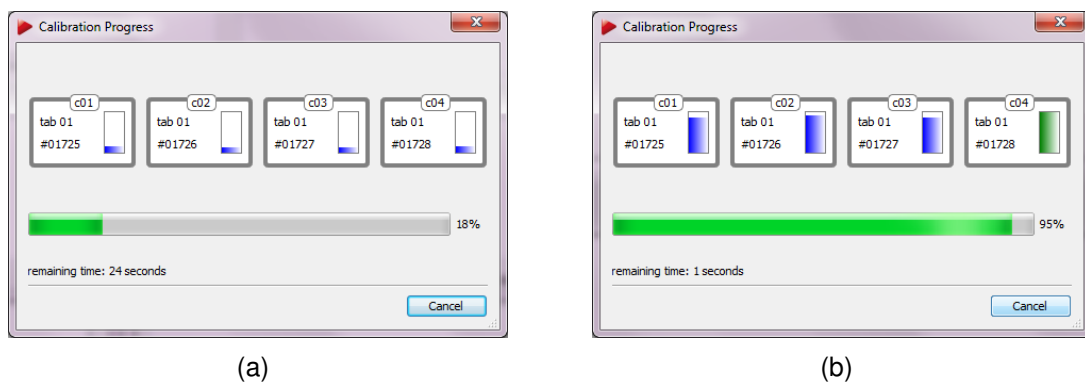 Calibration Progress
c01 c02 c03 c04
tab 01 tab 01 tab 01 tab 01
#01725 #01726 #01727 #01728
18%
remaining time: 24 seconds
Cancel
(a)
Calibration Progress
c01 c02 c03 c04
tab 01 tab 01 tab 01 tab 01
#01725 #01726 #01727 #01728
95%
remaining time: 1 seconds
Cancel
(b)